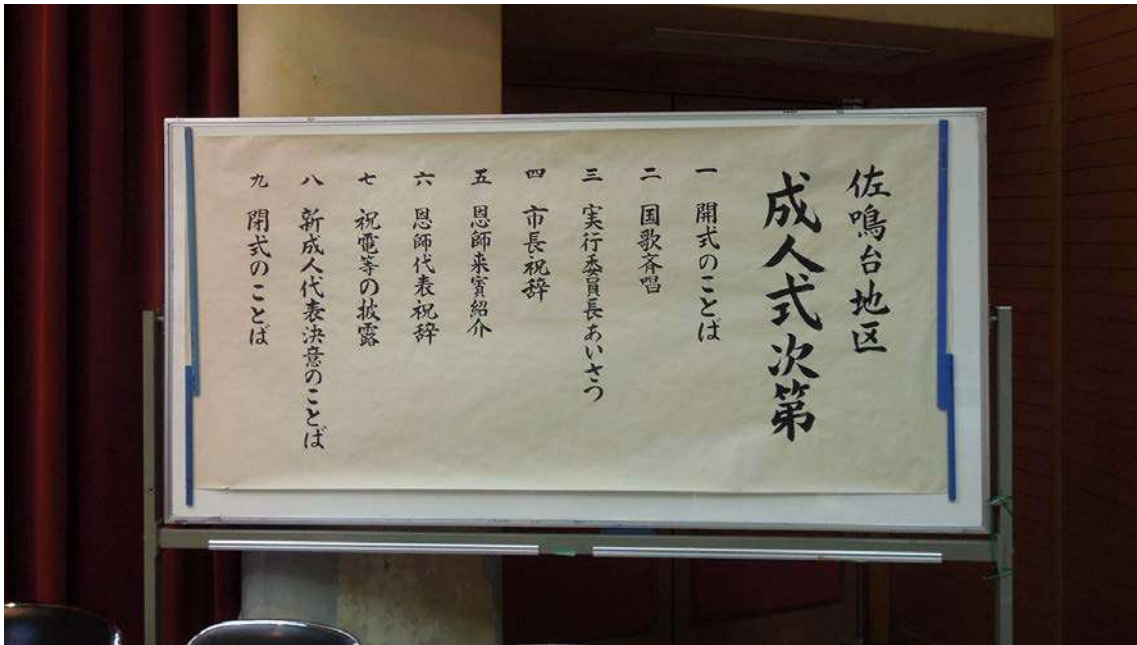 佐鳴台地区
成人式次第
一 開式のことば
二 国歌斉唱
三 実行委員長あいさつ
四 市長祝辞
五 恩師来賓紹介
六 恩師代表祝辞
七 祝電等の披露
八 新成人代表決意のことば
九 閉式のことば